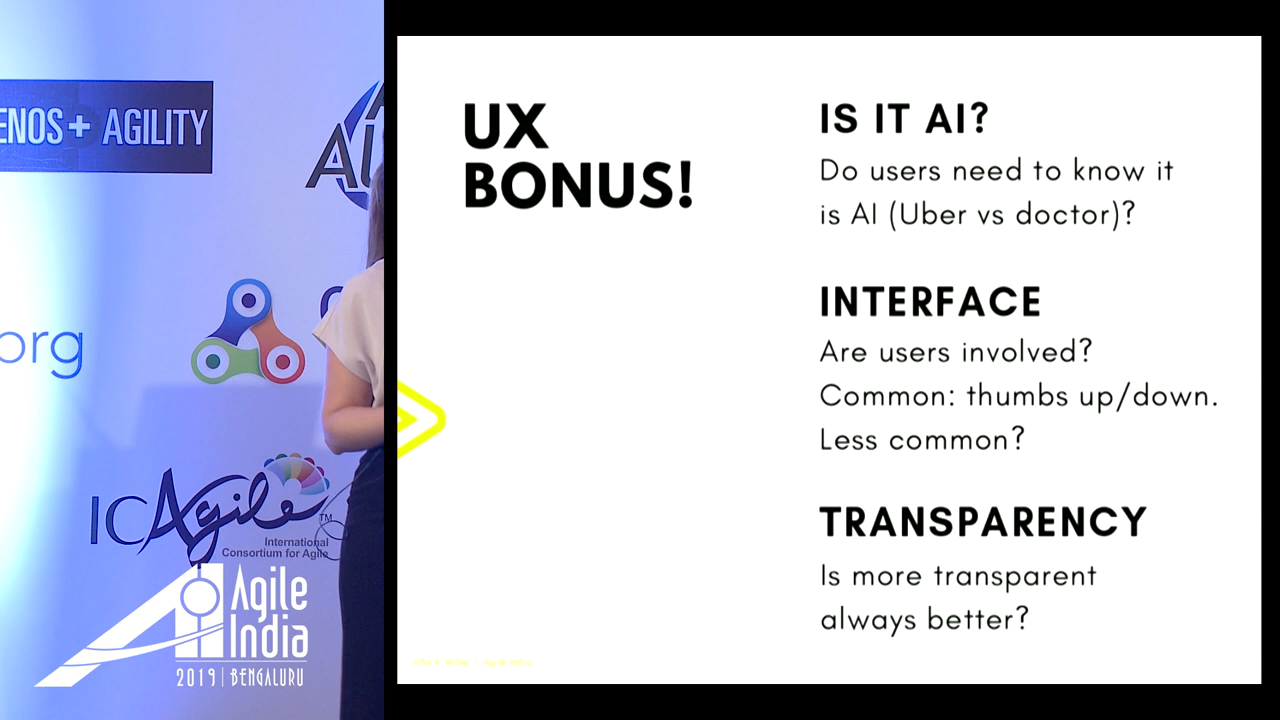 ENOS + AGILITY
org
ICAgile
TM
International
Consortium for Agile
Agile
India
2019 | BENGALURU
UX
BONUS!
IS IT AI?
Do users need to know it
is AI (Uber vs doctor)?
INTERFACE
Are users involved?
Common: thumbs up/down.
Less common?
TRANSPARENCY
Is more transparent
always better?